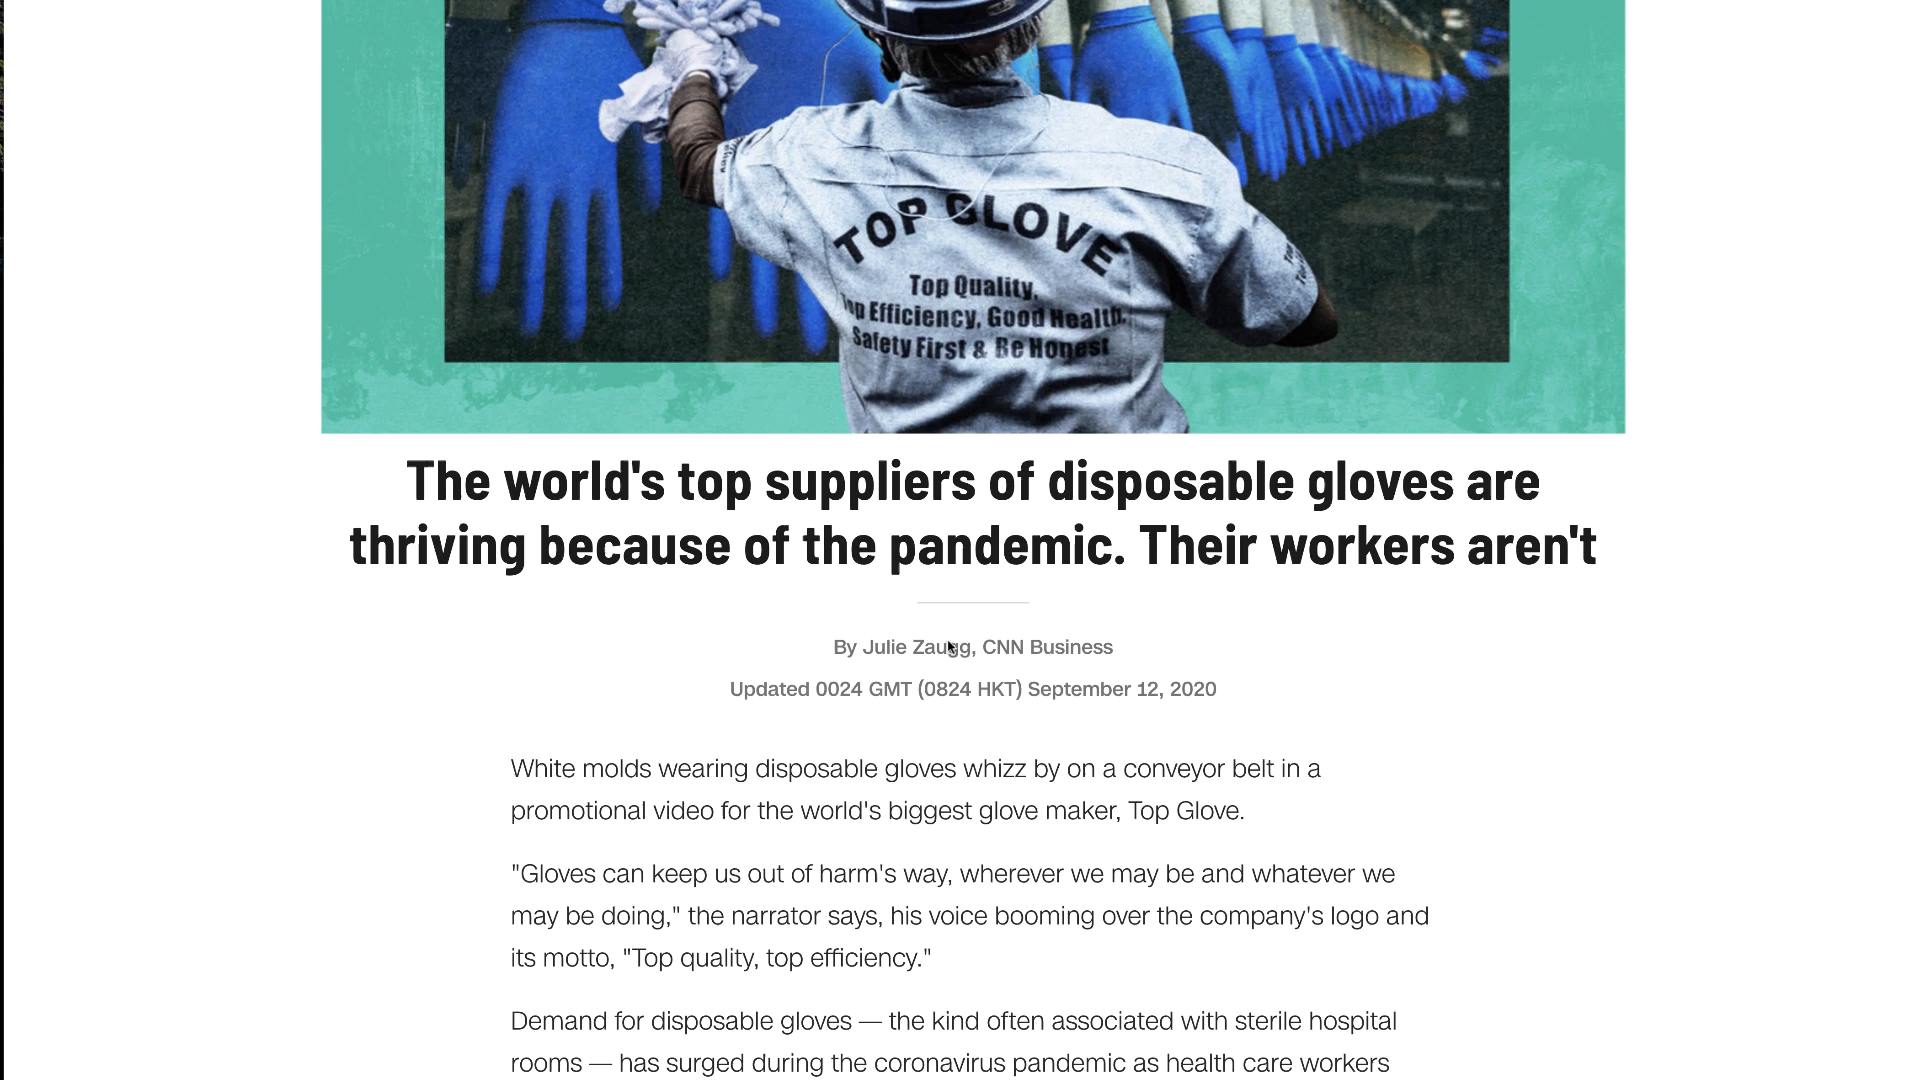 TOP GLOVE
Top Quality,
Top Efficiency, Good Health,
Safety First & Be Honest
The world's top suppliers of disposable gloves are
thriving because of the pandemic. Their workers aren't
By Julie Zaugg, CNN Business
Updated 0024 GMT (0824 HKT) September 12, 2020
White molds wearing disposable gloves whizz by on a conveyor belt in a
promotional video for the world's biggest glove maker, Top Glove.
"Gloves can keep us out of harm's way, wherever we may be and whatever we
may be doing," the narrator says, his voice booming over the company's logo and
its motto, "Top quality, top efficiency."
Demand for disposable gloves — the kind often associated with sterile hospital
rooms — has surged during the coronavirus pandemic as health care workers